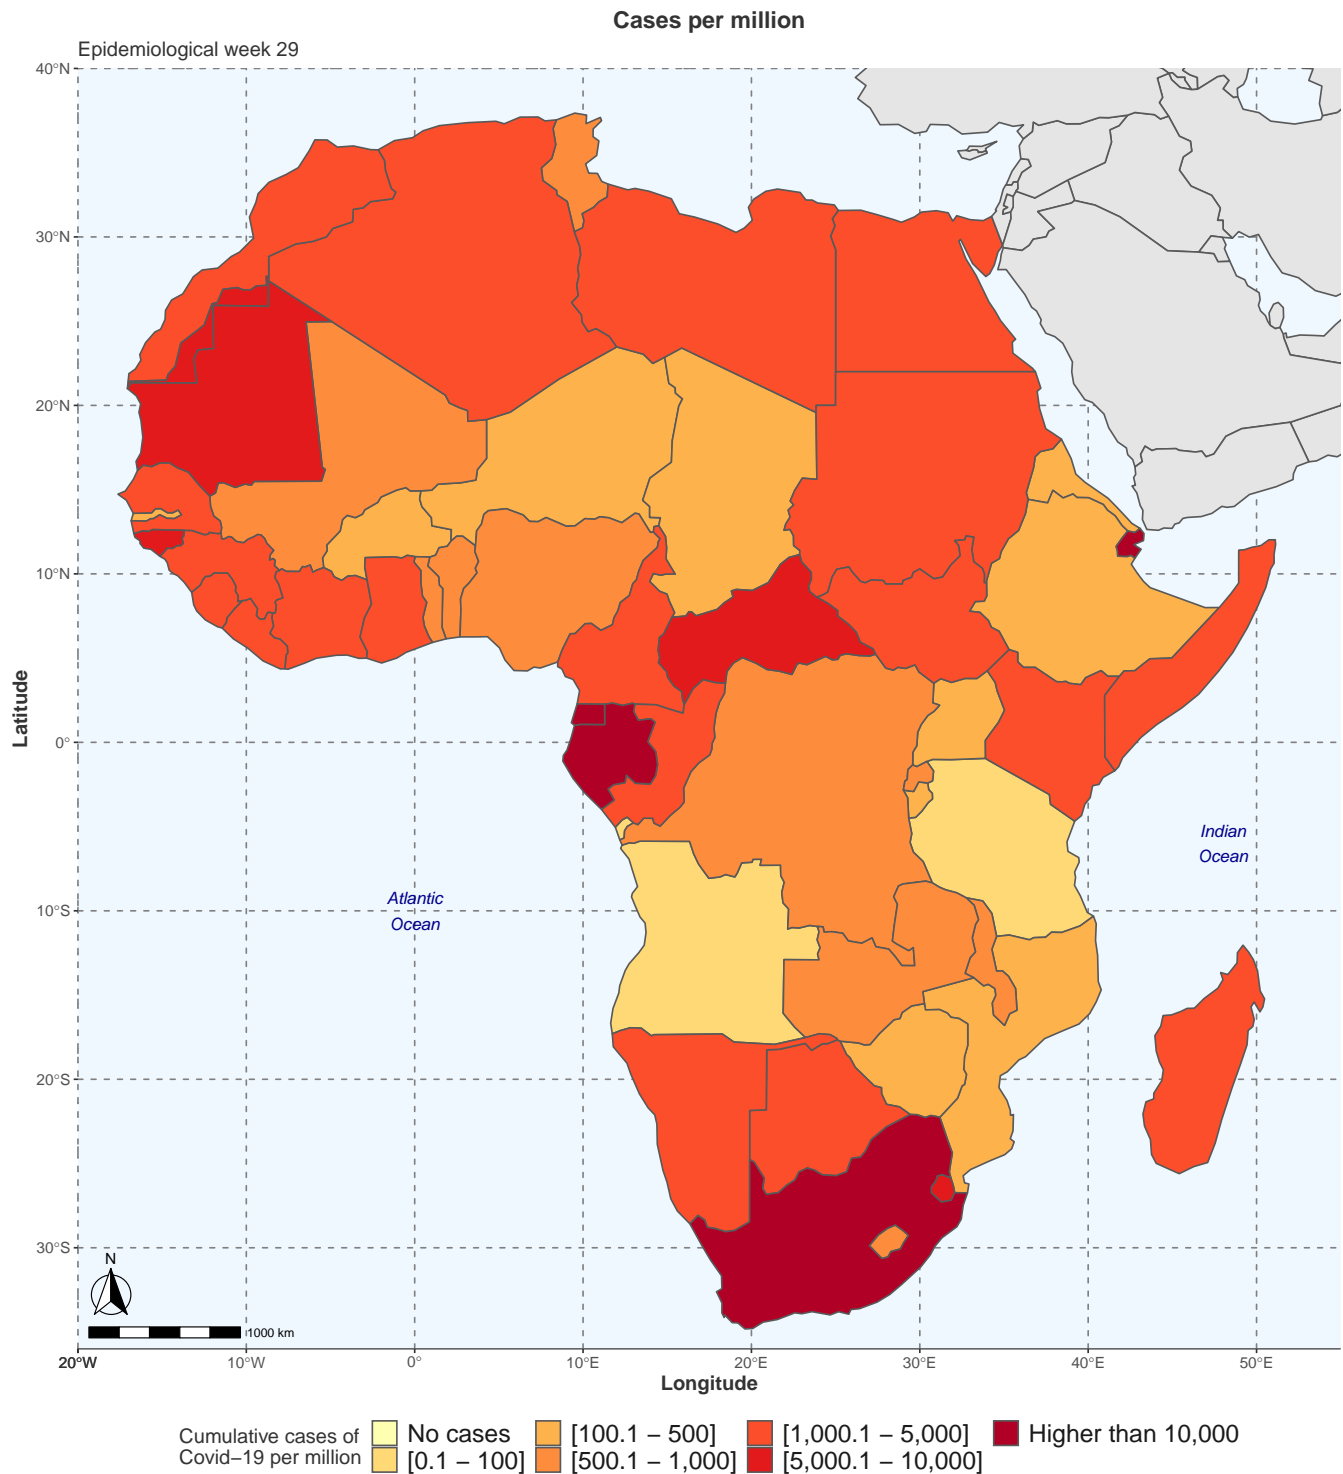 Cases per million
Epidemiological week 29
40°N
30°N
20°N
10°N
0°
10°S
20°S
30°S
Latitude
Atlantic
Ocean
Indian
Ocean
N
1000 km
20°W
10°W
0°
10°E
20°E
30°E
40°E
50°E
Longitude
Cumulative cases of
Covid−19 per million
No cases
[0.1 − 100]
[100.1 − 500]
[500.1 − 1,000]
[1,000.1 − 5,000]
[5,000.1 − 10,000]
Higher than 10,000